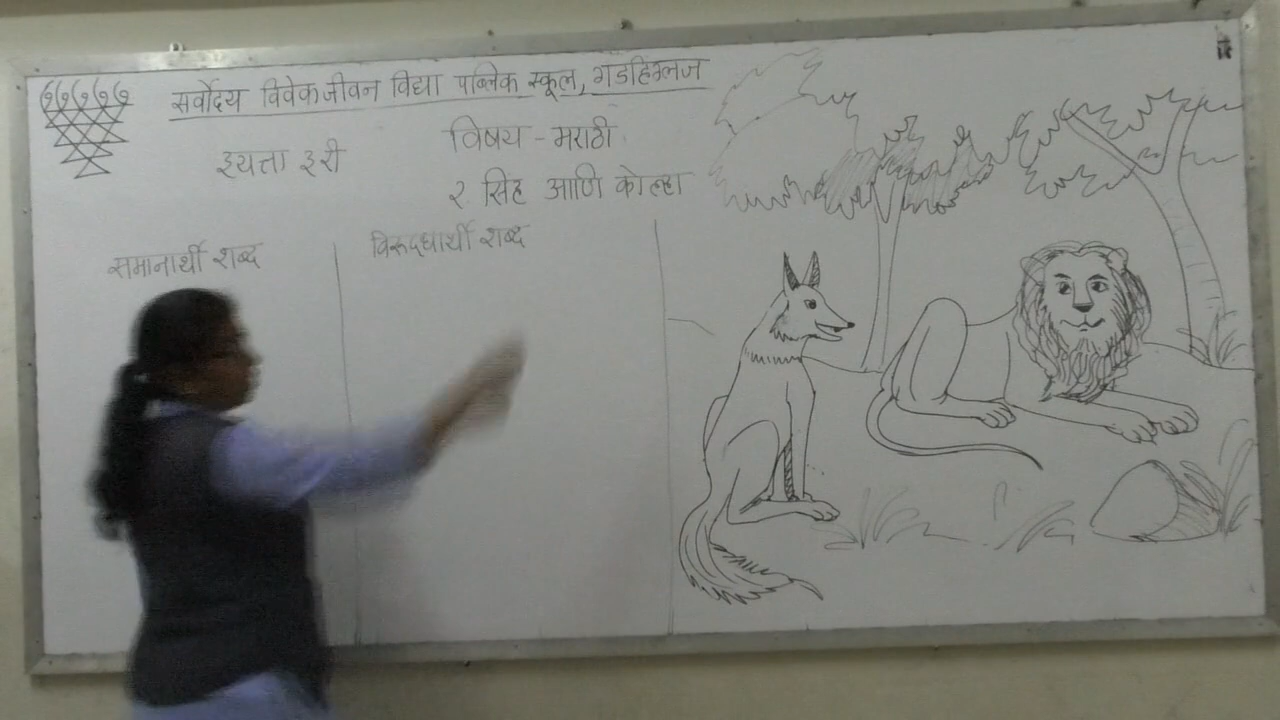 सर्वोदय विवेकजीवन विद्या पब्लिक स्कूल, गडहिंग्लज
विषय - मराठी
इयत्ता ३री
२ सिंह आणि कोल्हा
समानार्थी शब्द
विरूद्धार्थी शब्द